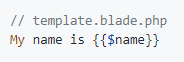 // template.blade.php
My name is {{$name}}